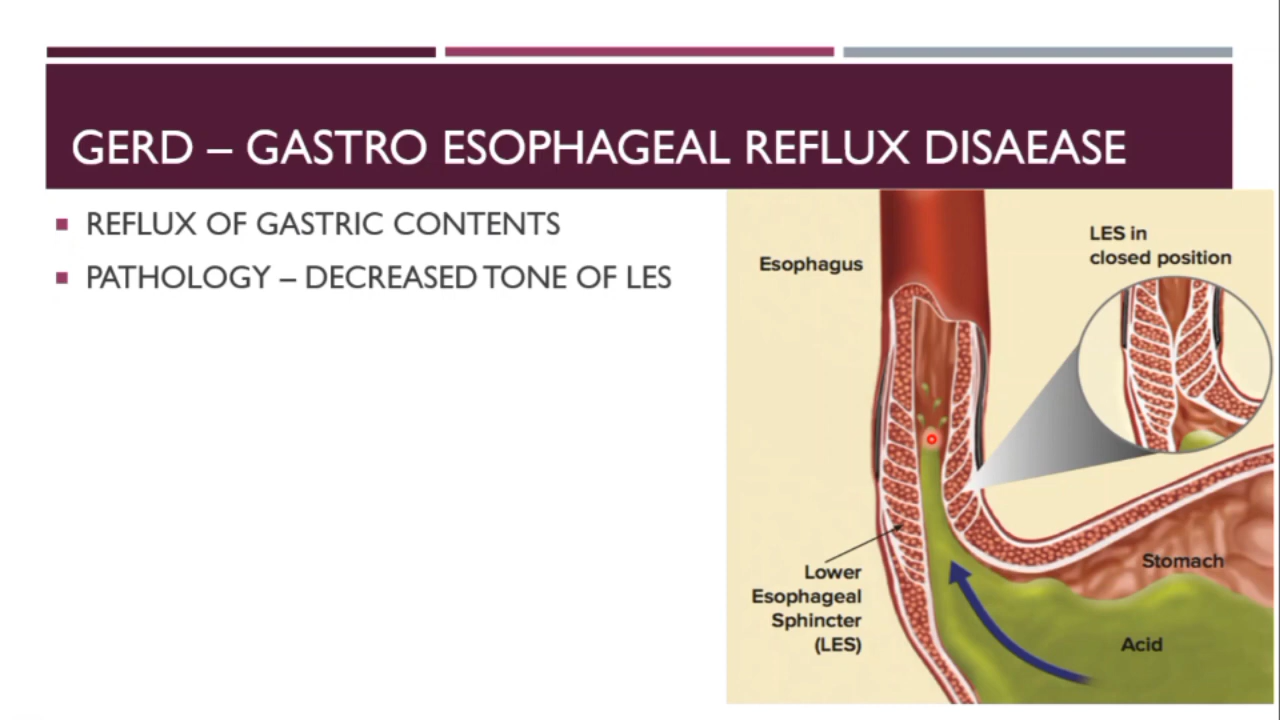 GERD – GASTRO ESOPHAGEAL REFLUX DISAEASE
REFLUX OF GASTRIC CONTENTS
PATHOLOGY – DECREASED TONE OF LES
Esophagus
LES in
closed position
Lower
Esophageal
Sphincter
(LES)
Stomach
Acid